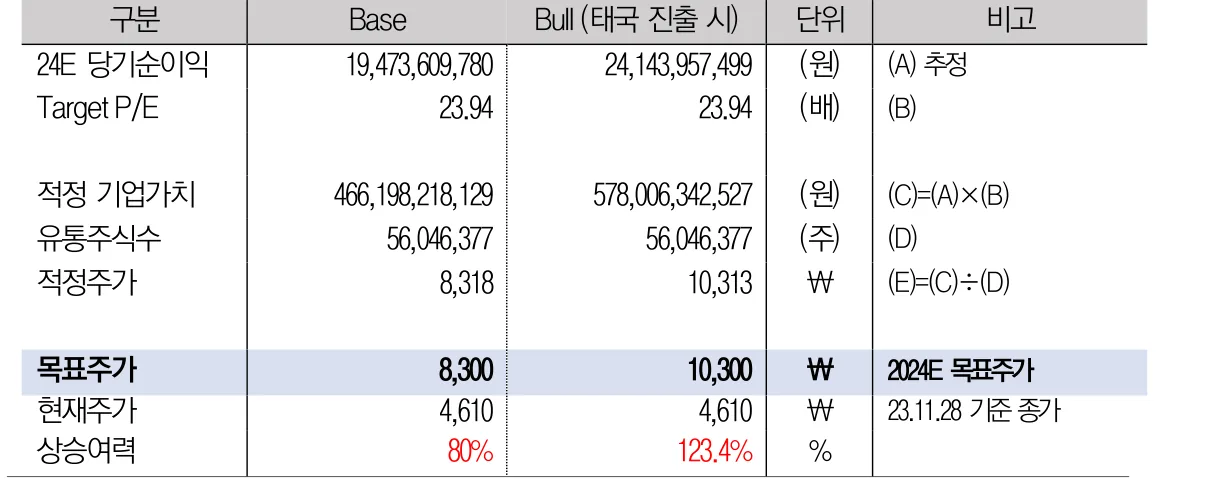 구분 Base Bull (태국 진출 시) 단위 비고
24E 당기순이익 19,473,609,780 24,143,957,499 (원) (A) 추정
Target P/E 23.94 23.94 (배) (B)
적정 기업가치 466,198,218,129 578,006,342,527 (원) (C)=(A)×(B)
유통주식수 56,046,377 56,046,377 (주) (D)
적정주가 8,318 10,313 ₩ (E)=(C)÷(D)
목표주가 8,300 10,300 ₩ 2024E 목표주가
현재주가 4,610 4,610 ₩ 23.11.28 기준 종가
상승여력 80% 123.4% %